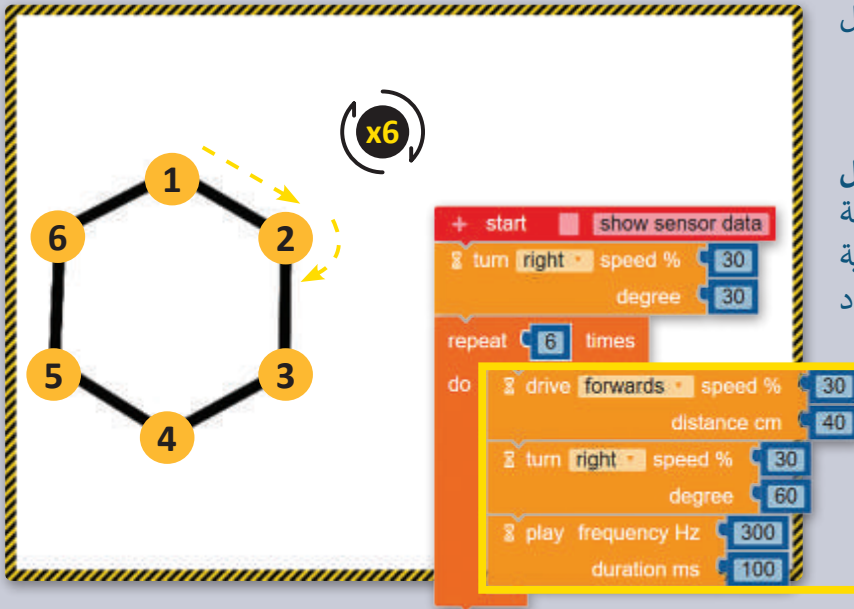 ل
x6
1
6
2
5
3
4
ل
ة
ية
د
+ start show sensor data
turn right speed % 30
degree 30
repeat 6 times
do drive forwards speed % 30
distance cm 40
turn right speed % 30
degree 60
play frequency Hz 300
duration ms 100